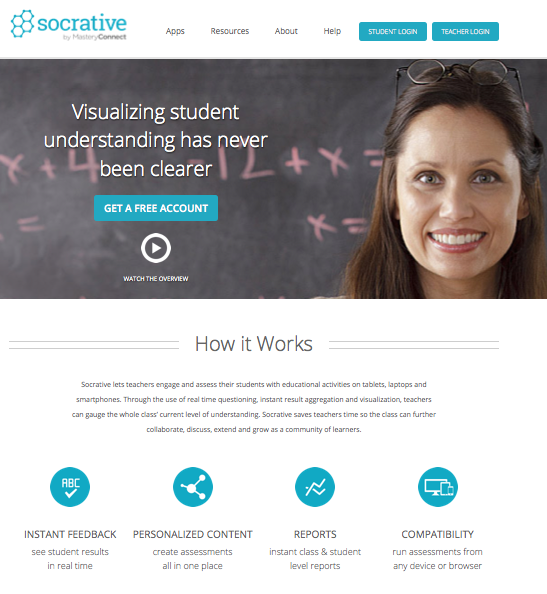 socrative
by MasteryConnect
Apps Resources About Help STUDENT LOGIN TEACHER LOGIN
Visualizing student
understanding has never
been clearer
x + 4 = 12 + x =
GET A FREE ACCOUNT
WATCH THE OVERVIEW
How it Works
Socrative lets teachers engage and assess their students with educational activities on tablets, laptops and
smartphones. Through the use of real time questioning, instant result aggregation and visualization, teachers
can gauge the whole class' current level of understanding. Socrative saves teachers time so the class can further
collaborate, discuss, extend and grow as a community of learners.
ABC
INSTANT FEEDBACK
see student results
in real time
PERSONALIZED CONTENT
create assessments
all in one place
REPORTS
instant class & student
level reports
COMPATIBILITY
run assessments from
any device or browser